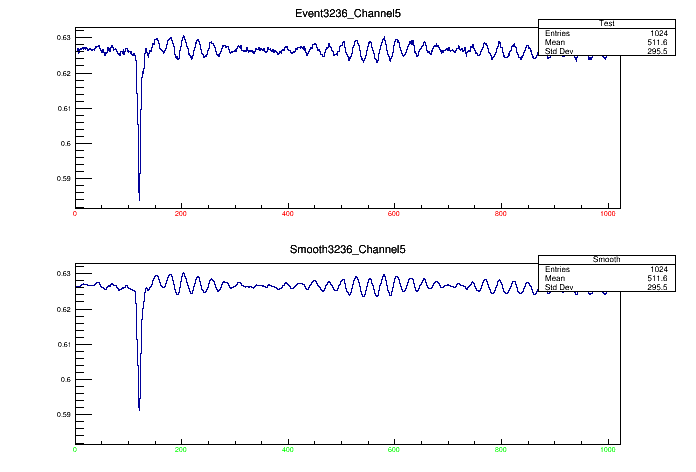 Event3236_Channel5
Test
Entries 1024
Mean 511.6
Std Dev 295.5
0.63
0.62
0.61
0.6
0.59
0 200 400 600 800 1000
Smooth3236_Channel5
Smooth
Entries 1024
Mean 511.6
Std Dev 295.5
0.63
0.62
0.61
0.6
0.59
0 200 400 600 800 1000